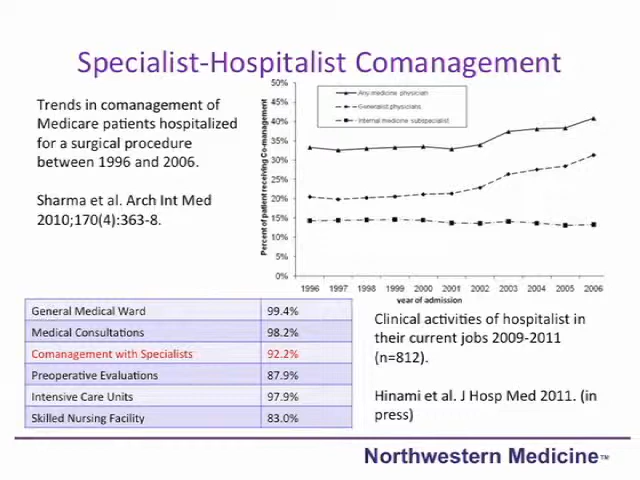 Specialist-Hospitalist Comanagement
Trends in comanagement of
Medicare patients hospitalized
for a surgical procedure
between 1996 and 2006.
Sharma et al. Arch Int Med
2010;170(4):363-8.
Percent of patient receiving Co-management
50%
45%
40%
35%
30%
25%
20%
15%
10%
5%
0%
Any medicine physician
Generalist physicians
Internal medicine subspecialist
1996 1997 1998 1999 2000 2001 2002 2003 2004 2005 2006
year of admission
General Medical Ward 99.4%
Medical Consultations 98.2%
Comanagement with Specialists 92.2%
Preoperative Evaluations 87.9%
Intensive Care Units 97.9%
Skilled Nursing Facility 83.0%
Clinical activities of hospitalist in
their current jobs 2009-2011
(n=812).
Hinami et al. J Hosp Med 2011. (in
press)
Northwestern Medicine™